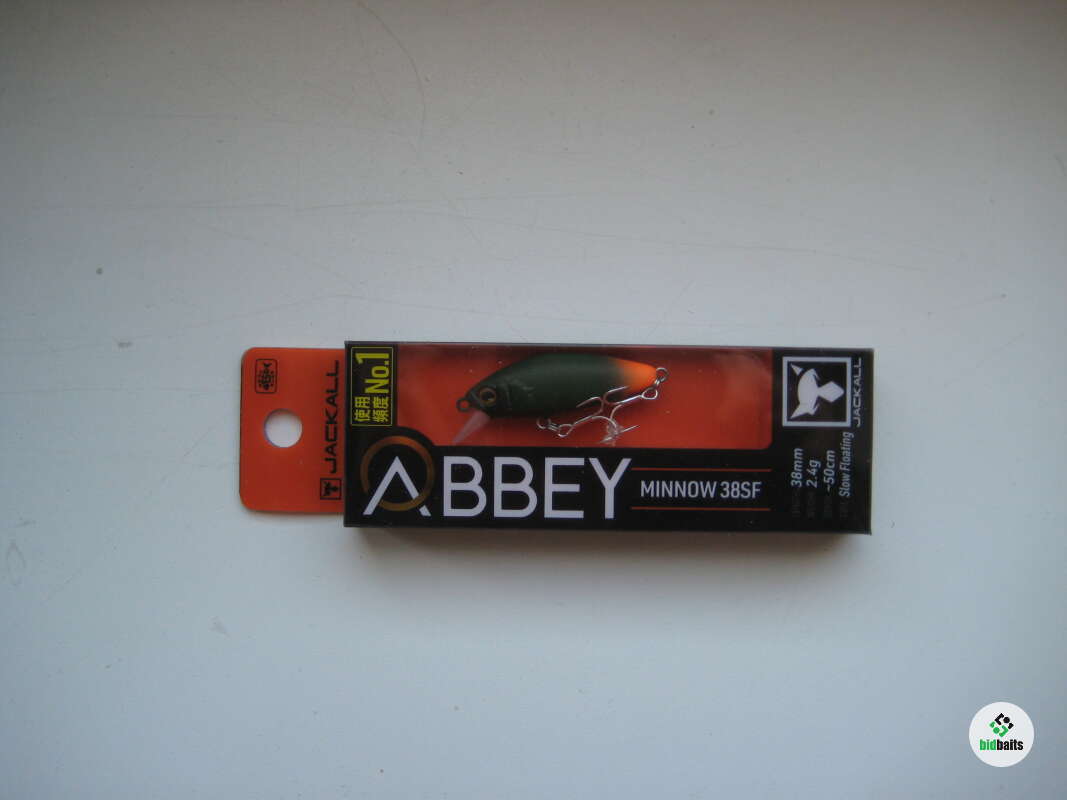 JACKALL
使用
頻度
No.1
ABBEY
MINNOW 38SF
JACKALL
38mm
2.4g
~50cm
Slow Floating
bidbaits